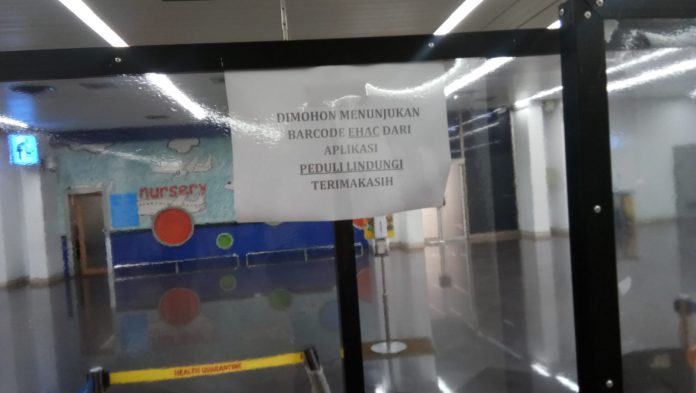 DIMOHON MENUNJUKAN
BARCODE EHAC DARI
APLIKASI
PEDULI LINDUNGI
TERIMAKASIH
nursery
HEALTH QUARANTINE